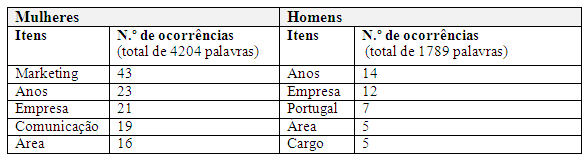 Mulheres Homens
Itens N.º de ocorrências Itens N.º de ocorrências
(total de 4204 palavras) (total de 1789 palavras)
Marketing 43 Anos 14
Anos 23 Empresa 12
Empresa 21 Portugal 7
Comunicação 19 Area 5
Area 16 Cargo 5